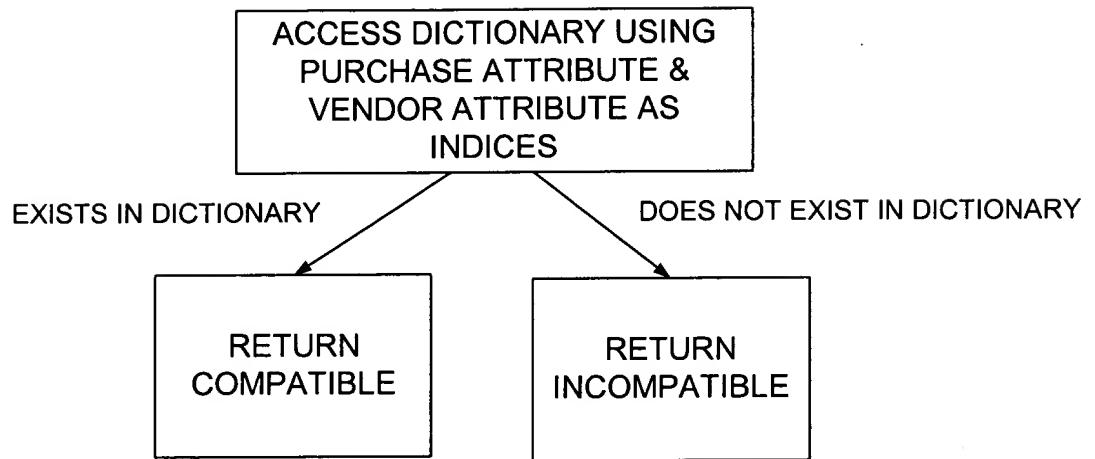 ACCESS DICTIONARY USING
PURCHASE ATTRIBUTE &
VENDOR ATTRIBUTE AS
INDICES
EXISTS IN DICTIONARY
DOES NOT EXIST IN DICTIONARY
RETURN
COMPATIBLE
RETURN
INCOMPATIBLE